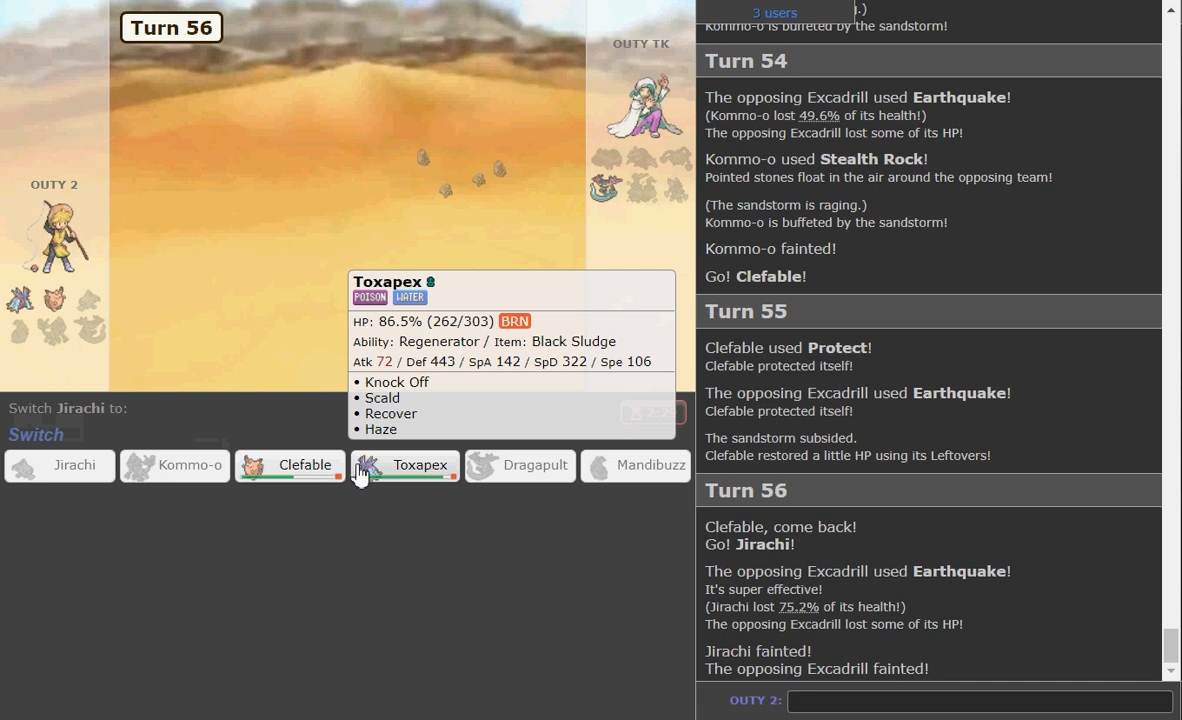 Turn 56
OUTY TK
OUTY 2
Toxapex
POISON WATER
HP: 86.5% (262/303) BRN
Ability: Regenerator / Item: Black Sludge
Atk 72 / Def 443 / SpA 142 / SpD 322 / Spe 106
• Knock Off
• Scald
• Recover
• Haze
Switch Jirachi to:
Switch
Jirachi
Kommo-o
Clefable
Toxapex
Dragapult
Mandibuzz
3 users
Kommo-o is buffeted by the sandstorm!
Turn 54
The opposing Excadrill used Earthquake!
(Kommo-o lost 49.6% of its health!)
The opposing Excadrill lost some of its HP!
Kommo-o used Stealth Rock!
Pointed stones float in the air around the opposing team!
(The sandstorm is raging.)
Kommo-o is buffeted by the sandstorm!
Kommo-o fainted!
Go! Clefable!
Turn 55
Clefable used Protect!
Clefable protected itself!
The opposing Excadrill used Earthquake!
Clefable protected itself!
The sandstorm subsided.
Clefable restored a little HP using its Leftovers!
Turn 56
Clefable, come back!
Go! Jirachi!
The opposing Excadrill used Earthquake!
It's super effective!
(Jirachi lost 75.2% of its health!)
The opposing Excadrill lost some of its HP!
Jirachi fainted!
The opposing Excadrill fainted!
OUTY 2: